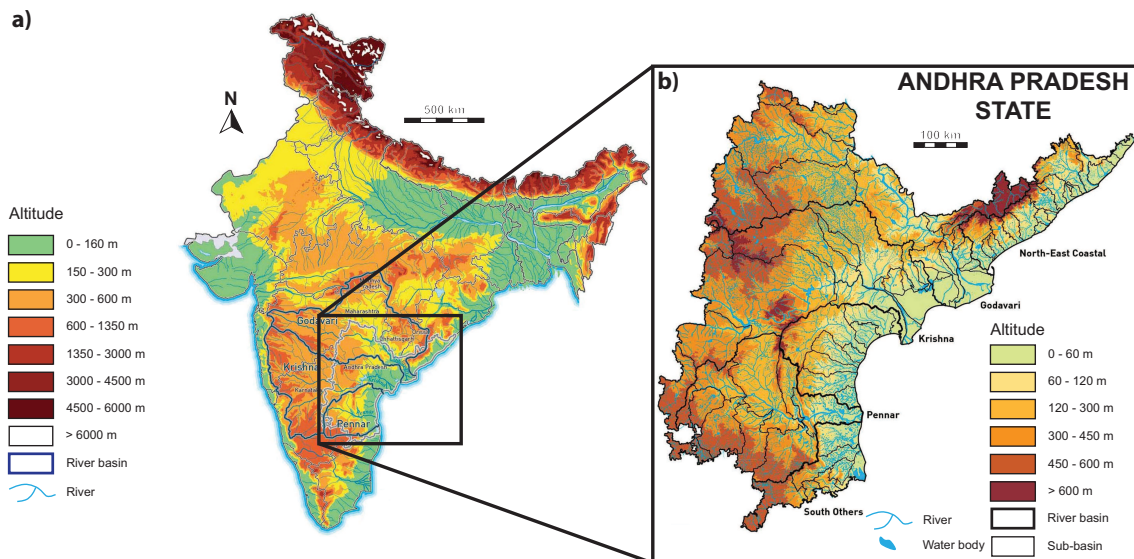 a)
N
500 km
Altitude
0 - 160 m
150 - 300 m
300 - 600 m
600 - 1350 m
1350 - 3000 m
3000 - 4500 m
4500 - 6000 m
> 6000 m
River basin
River
Pradesh
Maharashtra
Godavari
Chhattisgarh
Orissa
Krishna
Andhra Pradesh
Karnataka
Pennar
b)
ANDHRA PRADESH
STATE
100 km
North-East Coastal
Godavari
Krishna
Pennar
South Others
Altitude
0 - 60 m
60 - 120 m
120 - 300 m
300 - 450 m
450 - 600 m
> 600 m
River basin
Sub-basin
River
Water body